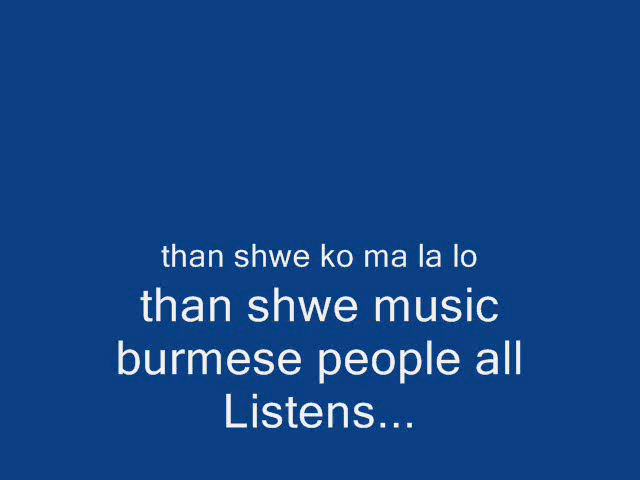 than shwe ko ma la lo
than shwe music
burmese people all
Listens...